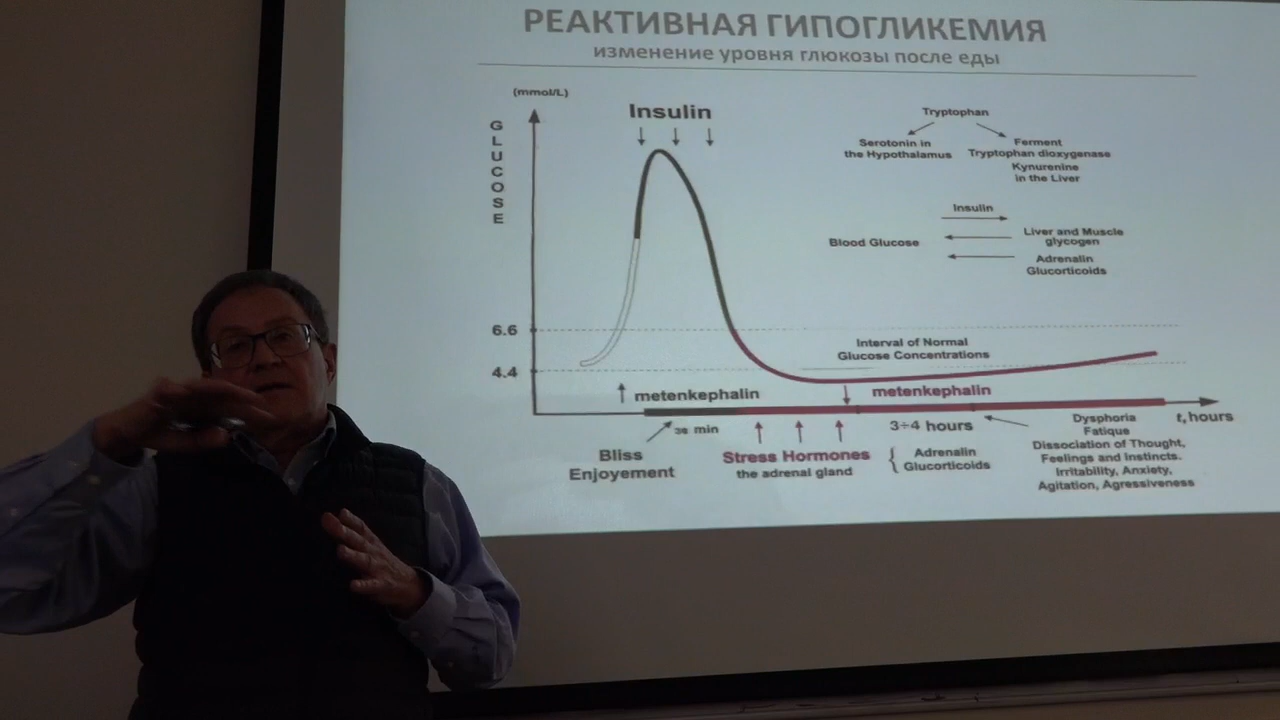 РЕАКТИВНАЯ ГИПОГЛИКЕМИЯ
изменение уровня глюкозы после еды
(mmol/L)
GLUCOSE
Insulin
Tryptophan
Serotonin in
the Hypothalamus
Ferment
Tryptophan dioxygenase
Kynurenine
in the Liver
Insulin
Blood Glucose
Liver and Muscle
glycogen
Adrenalin
Glucorticoids
6.6
Interval of Normal
Glucose Concentrations
4.4
metenkephalin
metenkephalin
min
3÷4 hours
t, hours
Bliss
Enjoyement
Stress Hormones
the adrenal gland
Adrenalin
Glucorticoids
Dysphoria
Fatique
Dissociation of Thought,
Feelings and Instincts.
Irritability, Anxiety,
Agitation, Agressiveness